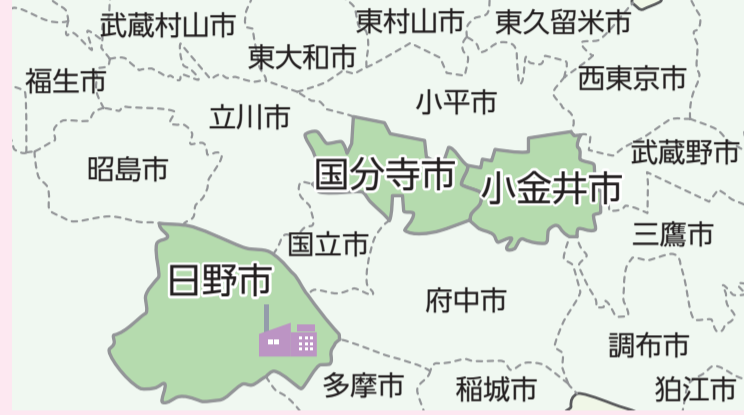 武蔵村山市
東村山市
東久留米市
東大和市
福生市
西東京市
小平市
立川市
武蔵野市
昭島市
国分寺市
小金井市
三鷹市
国立市
日野市
府中市
調布市
多摩市
稲城市
狛江市